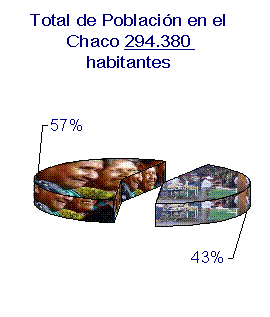 Total de Población en el
Chaco 294.380
habitantes
57%
43%